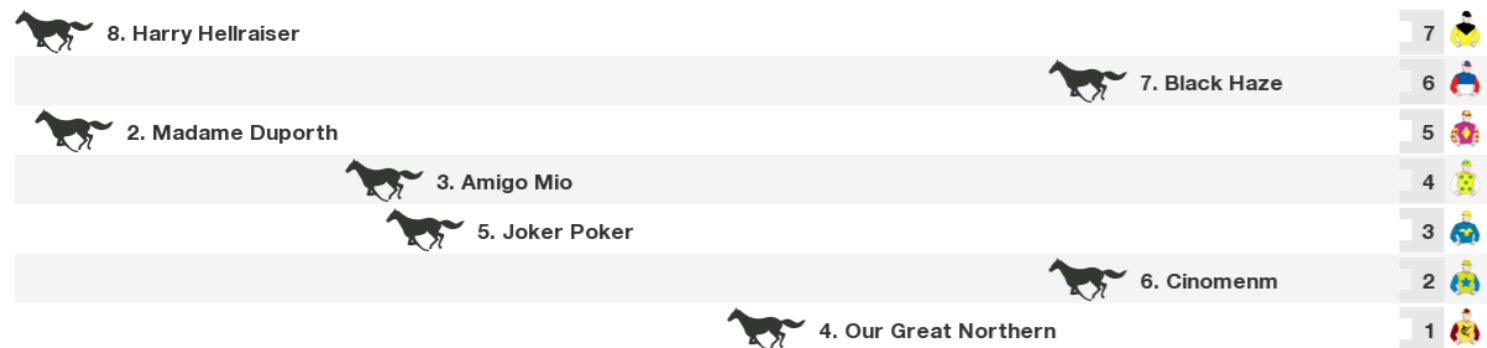 8. Harry Hellraiser 7
7. Black Haze 6
2. Madame Duporth 5
3. Amigo Mio 4
5. Joker Poker 3
6. Cinomenm 2
4. Our Great Northern 1